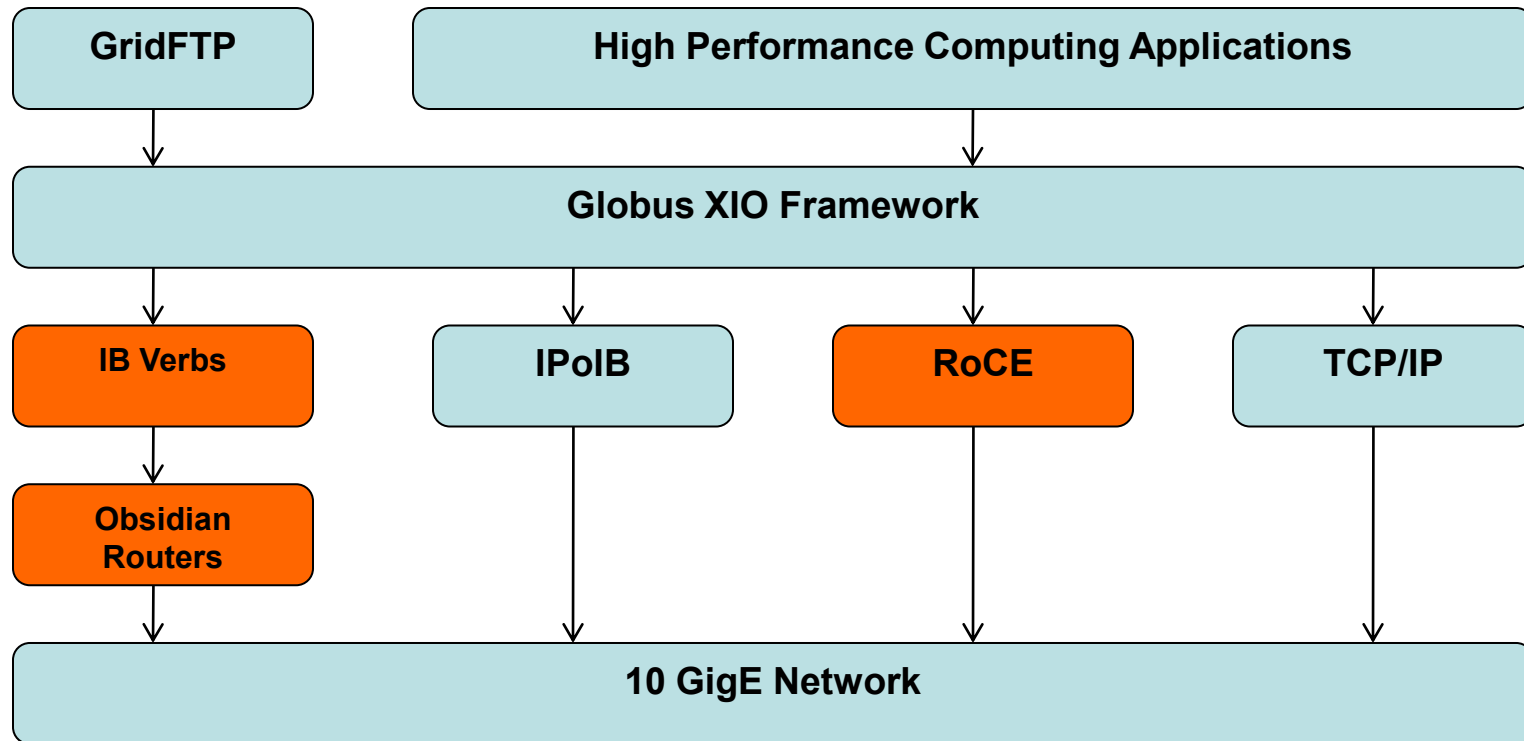 GridFTP
High Performance Computing Applications
Globus XIO Framework
IB Verbs
IPoIB
RoCE
TCP/IP
Obsidian
Routers
10 GigE Network